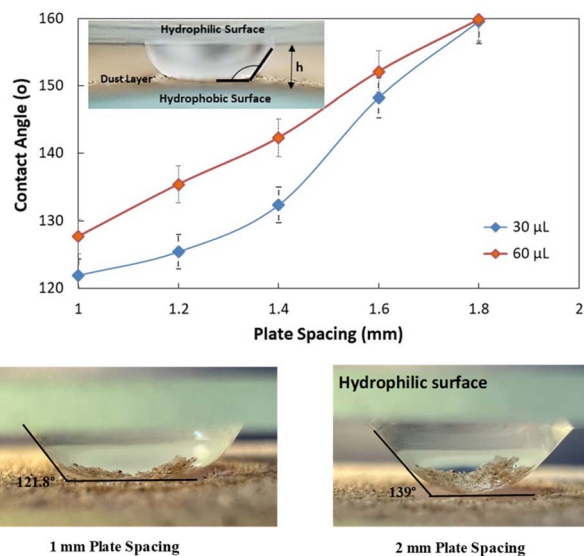 160
150
140
130
120
Contact Angle (o)
Hydrophilic Surface
Dust Layer
h
Hydrophobic Surface
30 µL
60 µL
1
1.2
1.4
1.6
1.8
2
Plate Spacing (mm)
121.8°
Hydrophilic surface
139°
1 mm Plate Spacing
2 mm Plate Spacing